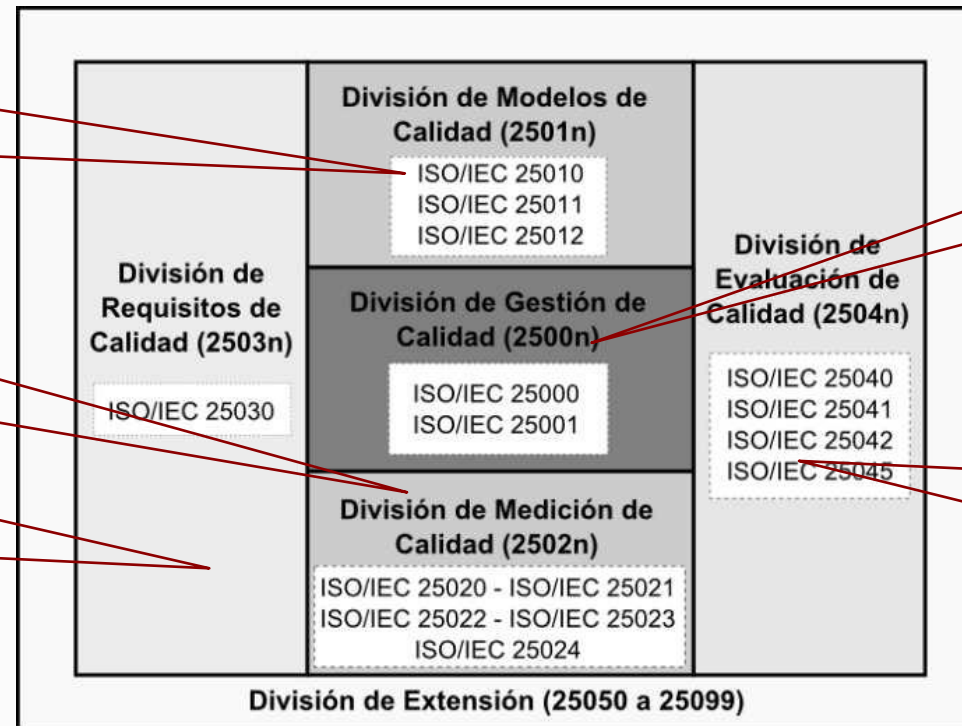 División de Modelos de
Calidad (2501n)
ISO/IEC 25010
ISO/IEC 25011
ISO/IEC 25012
División de
Requisitos de
Calidad (2503n)
ISO/IEC 25030
División de Gestión de
Calidad (2500n)
ISO/IEC 25000
ISO/IEC 25001
División de
Evaluación de
Calidad (2504n)
ISO/IEC 25040
ISO/IEC 25041
ISO/IEC 25042
ISO/IEC 25045
División de Medición de
Calidad (2502n)
ISO/IEC 25020 - ISO/IEC 25021
ISO/IEC 25022 - ISO/IEC 25023
ISO/IEC 25024
División de Extensión (25050 a 25099)